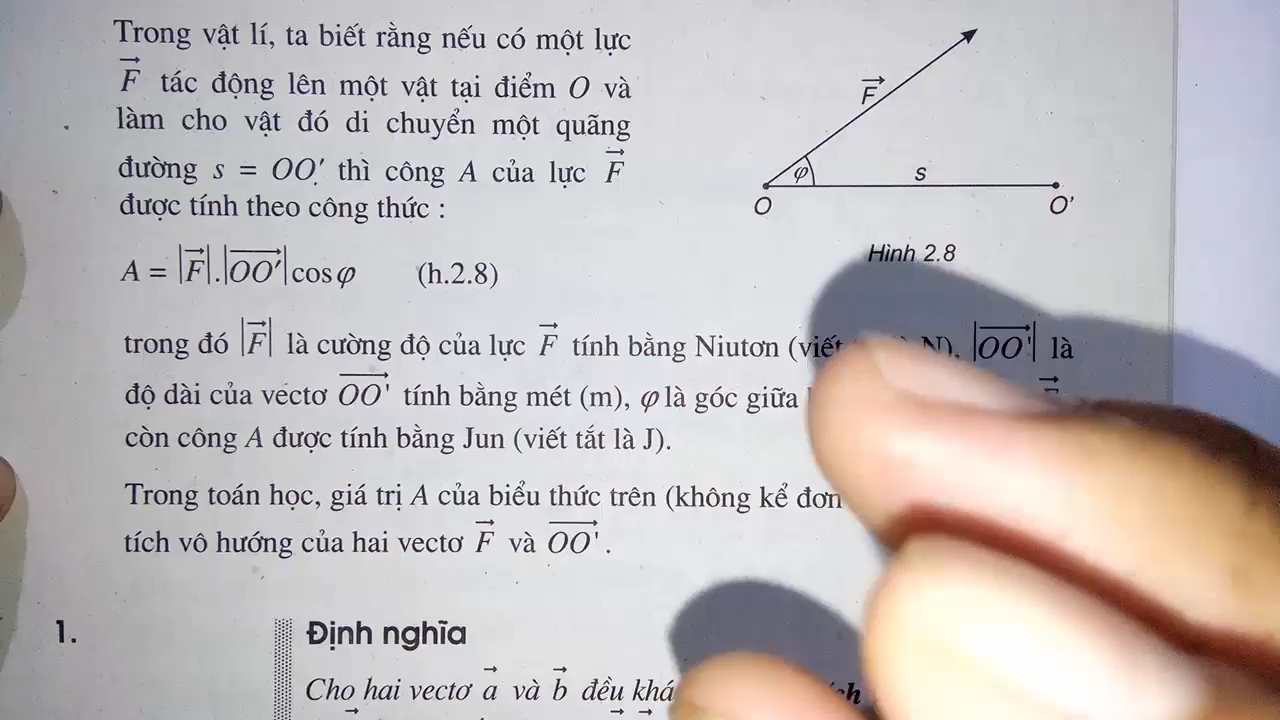 Trong vật lí, ta biết rằng nếu có một lực
F tác động lên một vật tại điểm O và
làm cho vật đó di chuyển một quãng
đường s = OO' thì công A của lực F
được tính theo công thức :
A = |F|.|OO'| cosφ (h.2.8)
F
φ
s
O
O'
Hình 2.8
trong đó |F| là cường độ của lực F tính bằng Niutơn (viết N), |OO'| là
độ dài của vectơ OO' tính bằng mét (m), φ là góc giữa
còn công A được tính bằng Jun (viết tắt là J).
Trong toán học, giá trị A của biểu thức trên (không kể đơn
tích vô hướng của hai vectơ F và OO'.
1. Định nghĩa
Cho hai vectơ a và b đều